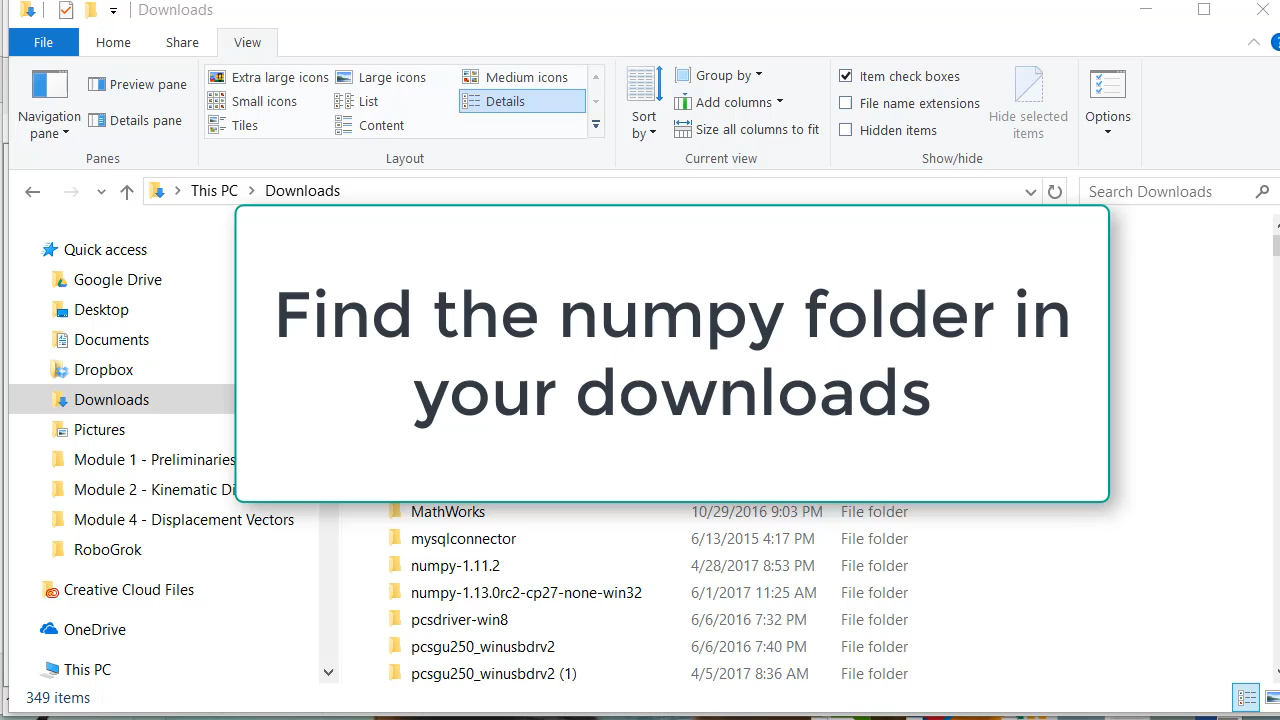 Downloads
File Home Share View
Extra large icons Large icons Medium icons
Preview pane
Small icons List Details
Navigation pane
Details pane
Tiles Content
Panes
Layout
Sort by
Group by
Add columns
Size all columns to fit
Current view
Item check boxes
File name extensions
Hidden items
Hide selected items
Show/hide
Options
This PC Downloads
Search Downloads
Find the numpy folder in
your downloads
Quick access
Google Drive
Desktop
Documents
Dropbox
Downloads
Pictures
Module 1 - Preliminaries
Module 2 - Kinematic
Module 4 - Displacement Vectors
RoboGrok
Creative Cloud Files
OneDrive
This PC
MathWorks 10/29/2016 9:03 PM File folder
mysqlconnector 6/13/2015 4:17 PM File folder
numpy-1.11.2 4/28/2017 8:53 PM File folder
numpy-1.13.0rc2-cp27-none-win32 6/1/2017 11:25 AM File folder
pcsdriver-win8 6/6/2016 7:32 PM File folder
pcsgu250_winusbdrv2 6/6/2016 7:40 PM File folder
pcsgu250_winusbdrv2 (1) 4/5/2017 8:36 AM File folder
349 items